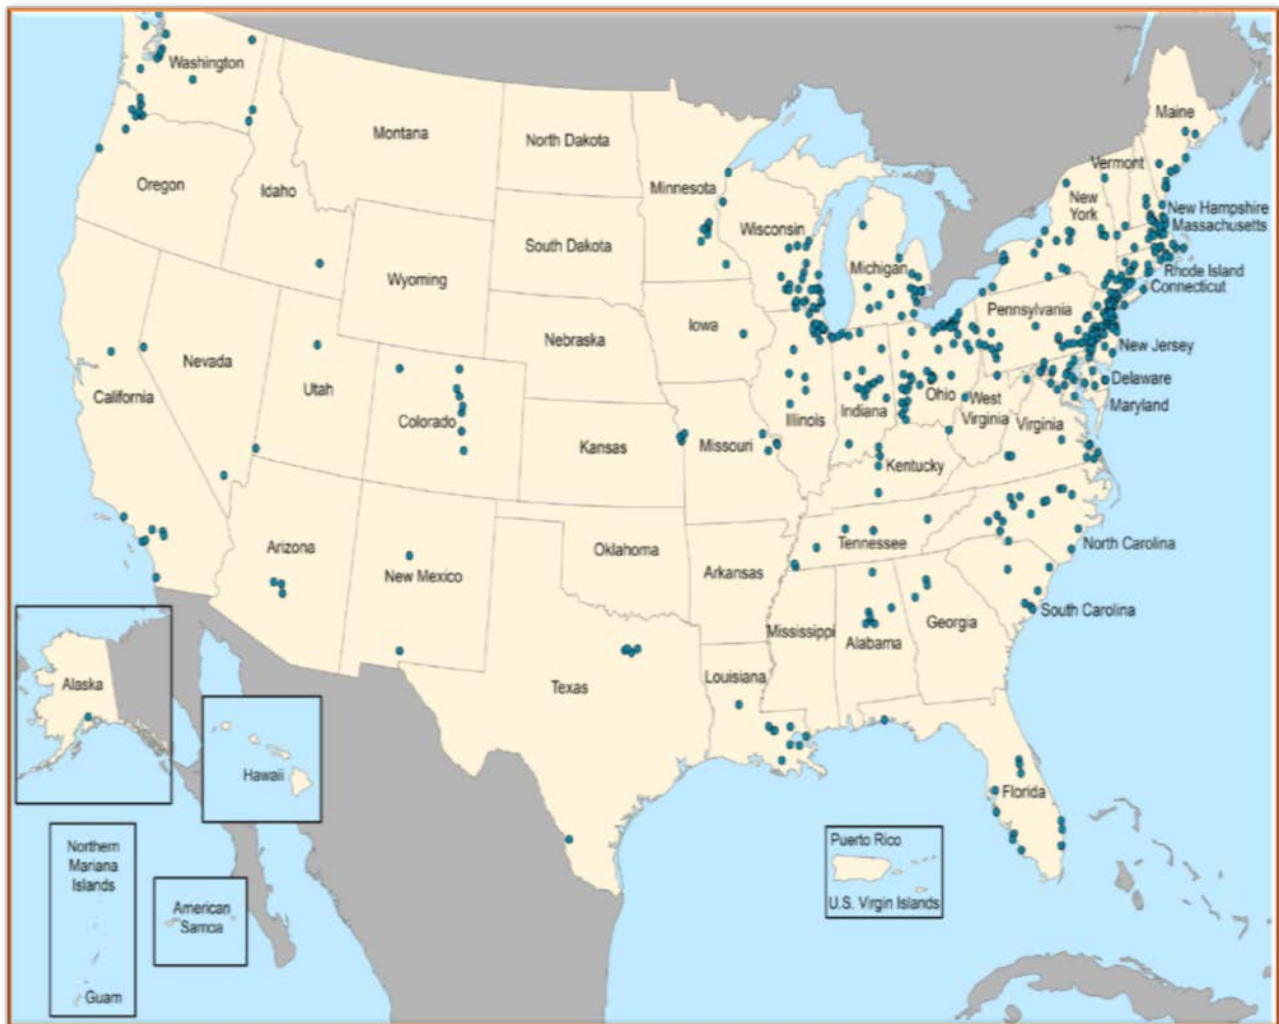 Washington
Montana
North Dakota
Minnesota
Maine
Vermont
Oregon
Idaho
New
York
New Hampshire
Massachusetts
South Dakota
Wisconsin
Wyoming
Michigan
Rhode Island
Connecticut
Iowa
Pennsylvania
Nebraska
New Jersey
Nevada
Utah
California
Colorado
Illinois
Indiana
Ohio
West
Virginia
Virginia
Delaware
Maryland
Kansas
Missouri
Kentucky
Arizona
New Mexico
Oklahoma
Arkansas
Tennessee
North Carolina
South Carolina
Mississippi
Alabama
Georgia
Texas
Louisiana
Alaska
Hawaii
Florida
Northern
Mariana
Islands
Guam
American
Samoa
Puerto Rico
U.S. Virgin Islands